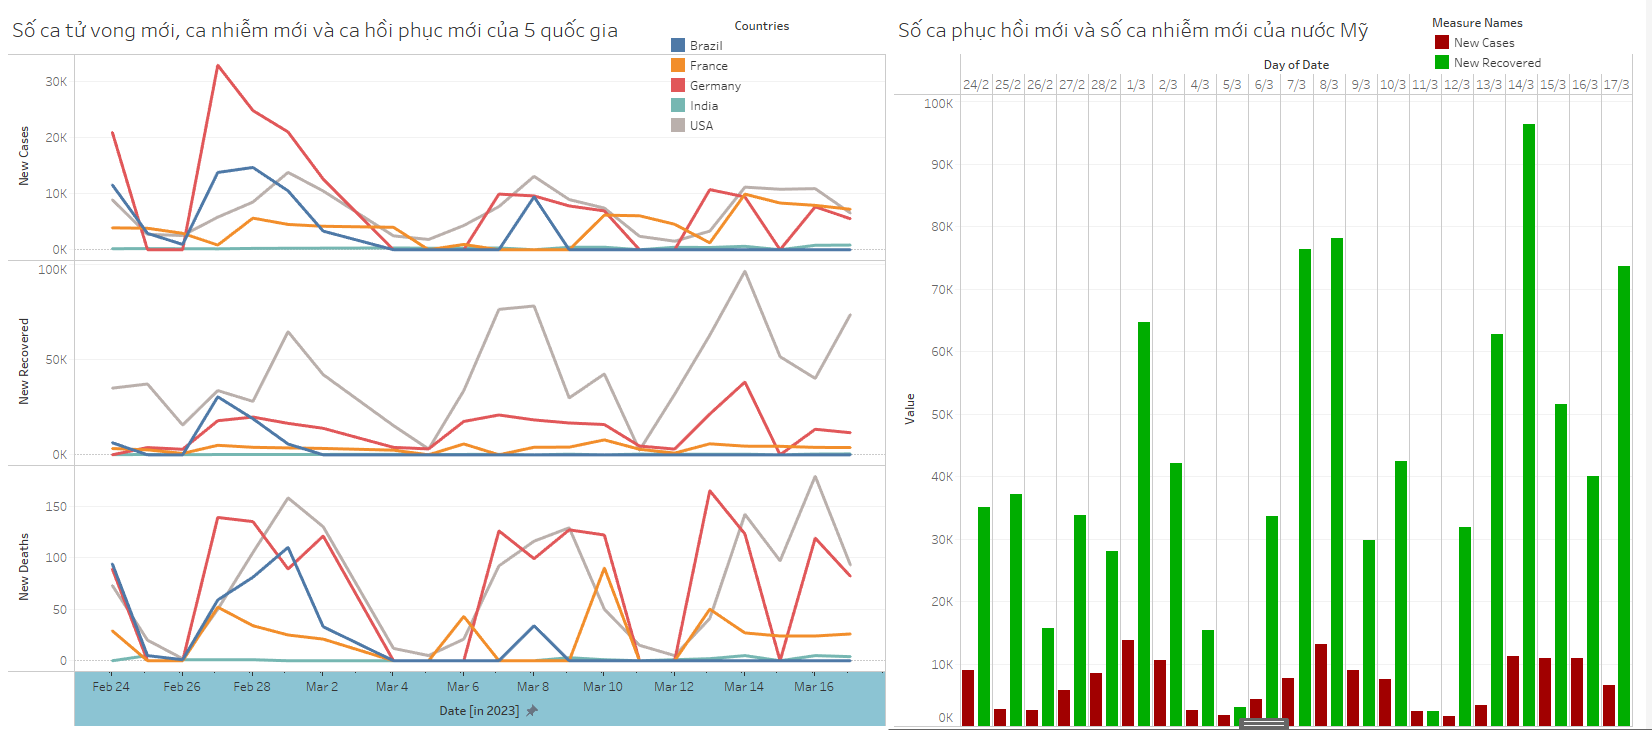 Số ca tử vong mới, ca nhiễm mới và ca hồi phục mới của 5 quốc gia
Countries
Brazil
France
Germany
India
USA
New Cases
30K
20K
10K
0K
New Recovered
100K
50K
0K
New Deaths
150
100
50
0
Feb 24 Feb 26 Feb 28 Mar 2 Mar 4 Mar 6 Mar 8 Mar 10 Mar 12 Mar 14 Mar 16
Date [in 2023]
Số ca phục hồi mới và số ca nhiễm mới của nước Mỹ
Measure Names
New Cases
New Recovered
Day of Date
24/2 25/2 26/2 27/2 28/2 1/3 2/3 4/3 5/3 6/3 7/3 8/3 9/3 10/3 11/3 12/3 13/3 14/3 15/3 16/3 17/3
Value
100K
90K
80K
70K
60K
50K
40K
30K
20K
10K
0K